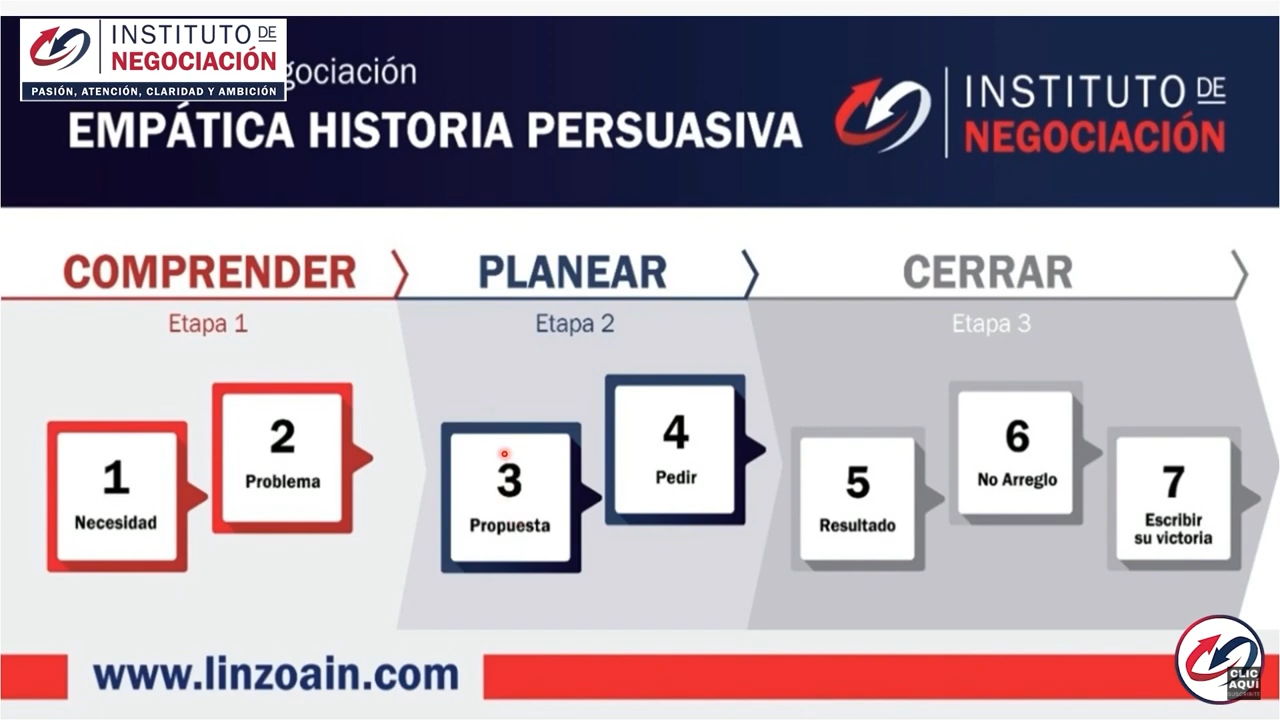 INSTITUTO DE
NEGOCIACIÓN
PASIÓN, ATENCIÓN, CLARIDAD Y AMBICIÓN
EMPÁTICA HISTORIA PERSUASIVA
INSTITUTO DE
NEGOCIACIÓN
COMPRENDER
PLANEAR
CERRAR
Etapa 1
Etapa 2
Etapa 3
1
Necesidad
2
Problema
3
Propuesta
4
Pedir
5
Resultado
6
No Arreglo
7
Escribir
su victoria
www.linzoain.com
CLIC
AQUÍ